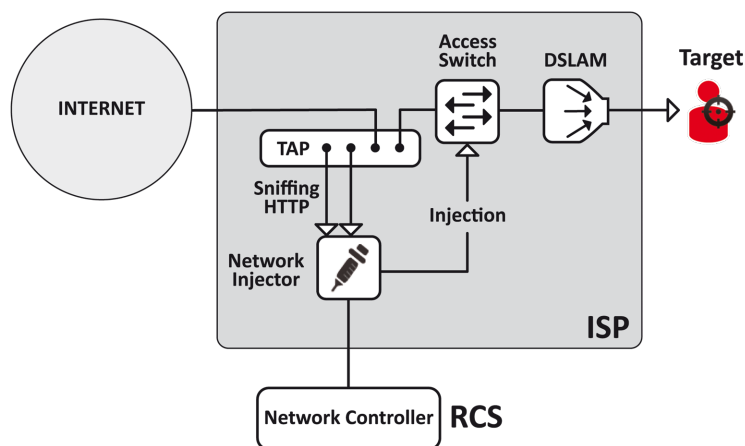 Access
Switch
DSLAM
Target
INTERNET
TAP
Sniffing
HTTP
Injection
Network
Injector
ISP
Network Controller
RCS